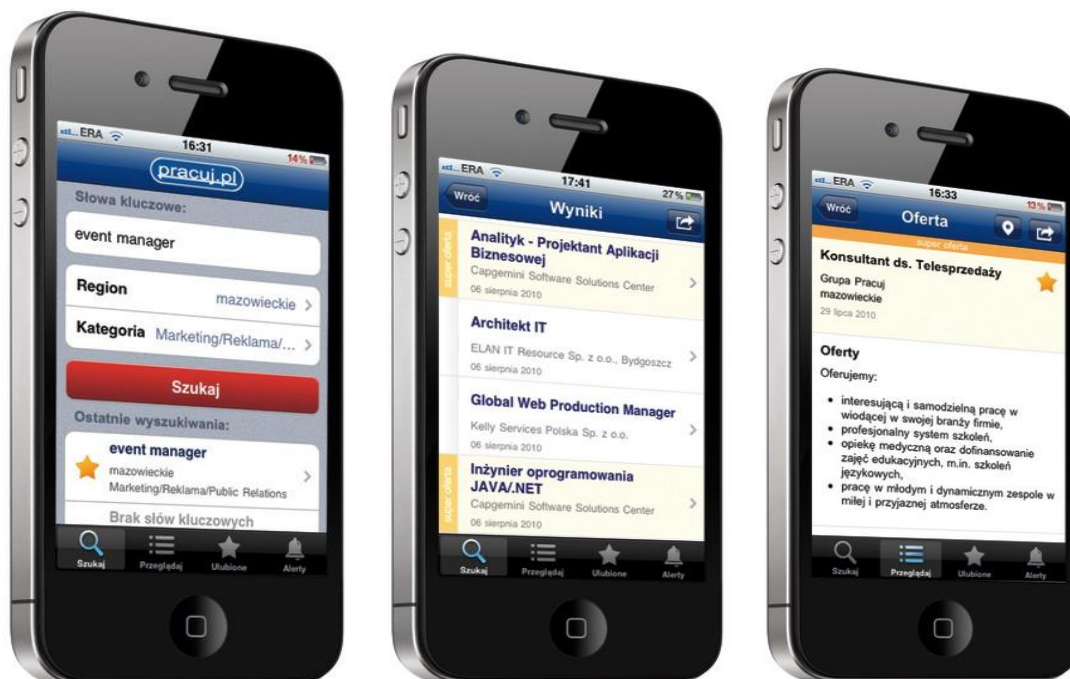 ERA
16:31
14%
pracuj.pl
Słowa kluczowe:
event manager
Region mazowieckie
Kategoria Marketing/Reklama/...
Szukaj
Ostatnie wyszukiwania:
event manager
mazowieckie
Marketing/Reklama/Public Relations
Brak słów kluczowych
Szukaj Przeglądaj Ulubione Alerty
ERA
17:41
27%
Wróć
Wyniki
super oferta
Analityk - Projektant Aplikacji
Biznesowej
Capgemini Software Solutions Center
06 sierpnia 2010
Architekt IT
ELAN IT Resource Sp. z o.o., Bydgoszcz
06 sierpnia 2010
Global Web Production Manager
Kelly Services Polska Sp. z o.o.
06 sierpnia 2010
super oferta
Inżynier oprogramowania
JAVA/.NET
Capgemini Software Solutions Center
06 sierpnia 2010
Szukaj Przeglądaj Ulubione Alerty
ERA
16:33
13%
Wróć
Oferta
super oferta
Konsultant ds. Telesprzedaży
Grupa Pracuj
mazowieckie
29 lipca 2010
Oferty
Oferujemy:
• interesującą i samodzielną pracę w
wiodącej w swojej branży firmie,
• profesjonalny system szkoleń,
• opiekę medyczną oraz dofinansowanie
zajęć edukacyjnych, m.in. szkoleń
językowych,
• pracę w młodym i dynamicznym zespole w
miłej i przyjaznej atmosferze.
Szukaj Przeglądaj Ulubione Alerty